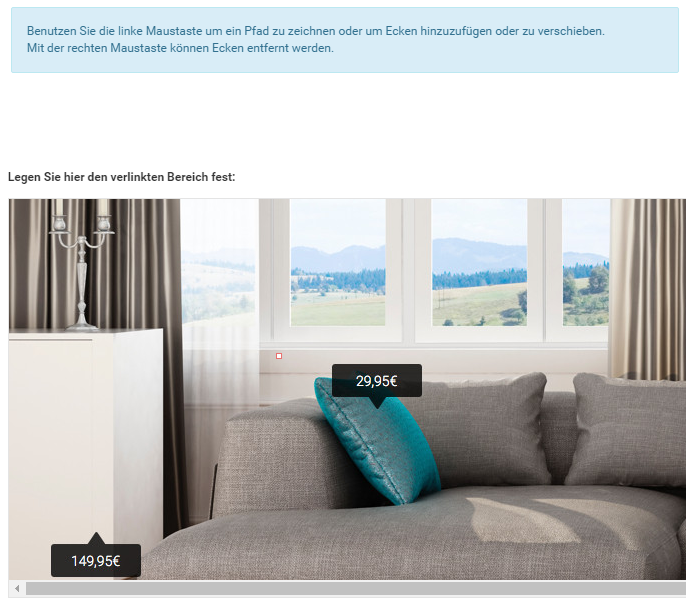 Benutzen Sie die linke Maustaste um ein Pfad zu zeichnen oder um Ecken hinzuzufügen oder zu verschieben.
Mit der rechten Maustaste können Ecken entfernt werden.
Legen Sie hier den verlinkten Bereich fest:
29,95€
149,95€